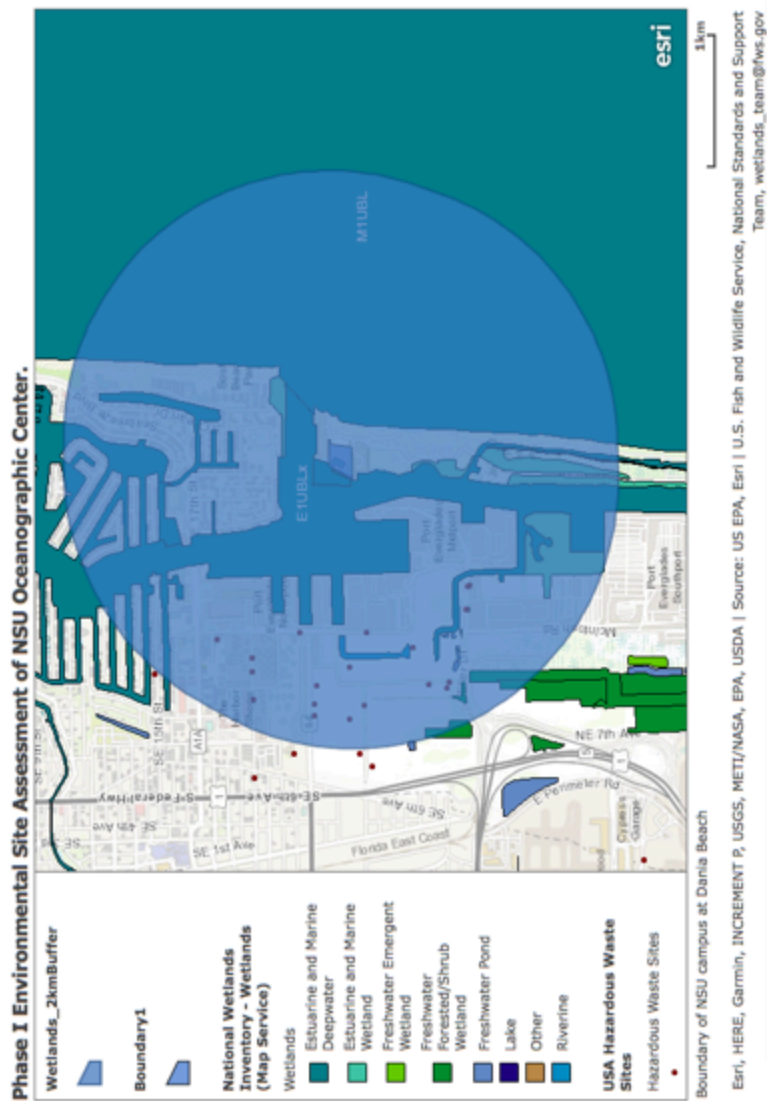 Phase I Environmental Site Assessment of NSU Oceanographic Center.
Wetlands_2kmBuffer
Boundary1
National Wetlands
Inventory - Wetlands
(Map Service)
Wetlands
Estuarine and Marine
Deepwater
Estuarine and Marine
Wetland
Freshwater Emergent
Wetland
Freshwater
Forested/Shrub
Wetland
Freshwater Pond
Lake
Other
Riverine
USA Hazardous Waste
Sites
Hazardous Waste Sites
SE 15th St
A1A
S Federal Hwy
1
SE 6th Ave
SE 6th Ave
SE 1st Ave
Florida East Coast
NE 7th Av
1
E Perimeter Rd
Cypress
Garage
17th St
E1UBLx
M1UBL
Port
Everglades
Midport
McIntosh Rd
Port
Everglades
Southport
esri
1km
Boundary of NSU campus at Dania Beach
Esri, HERE, Garmin, INCREMENT P, USGS, METI/NASA, EPA, USDA | Source: US EPA, Esri | U.S. Fish and Wildlife Service, National Standards and Support
Team, wetlands_team@fws.gov